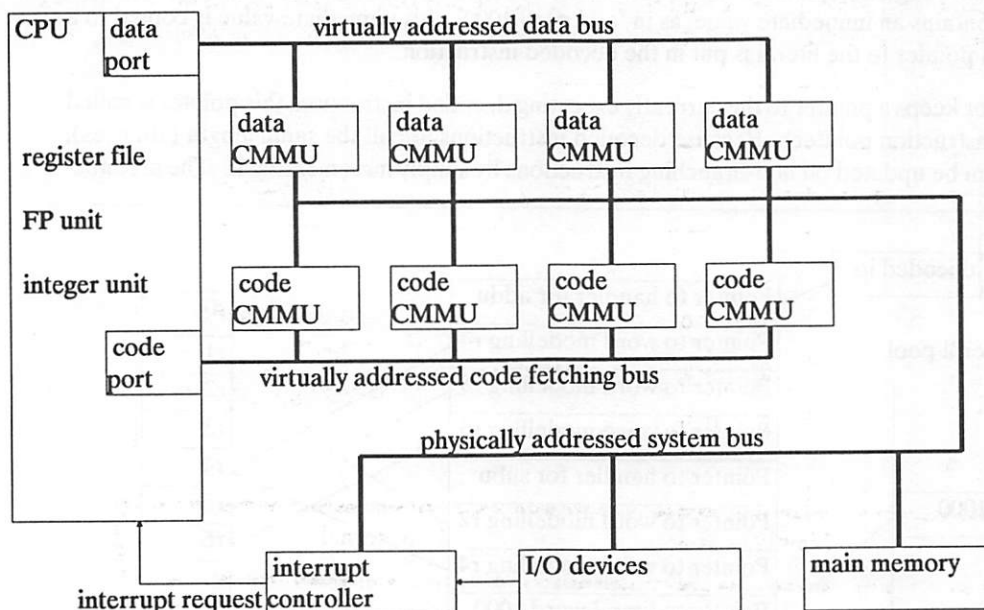 CPU
data
port
virtually addressed data bus
data
CMMU
data
CMMU
data
CMMU
data
CMMU
register file
FP unit
integer unit
code
CMMU
code
CMMU
code
CMMU
code
CMMU
code
port
virtually addressed code fetching bus
physically addressed system bus
interrupt
controller
I/O devices
main memory
interrupt request